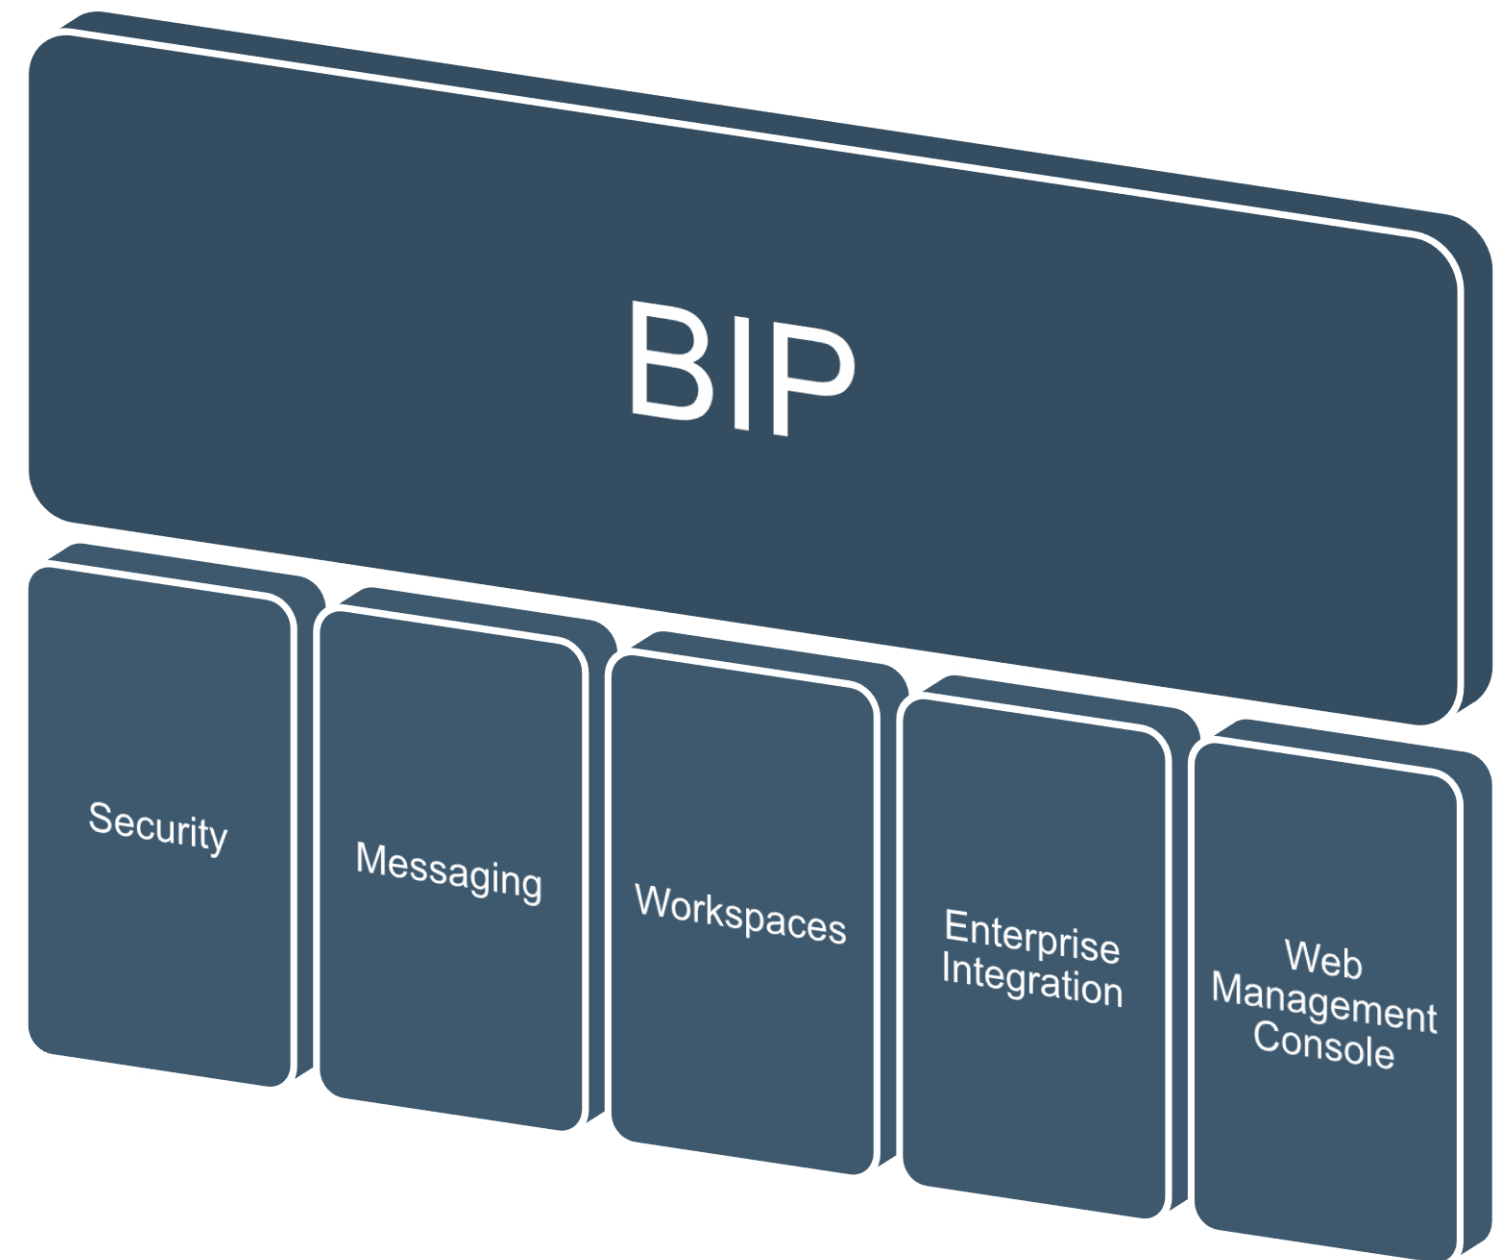 BIP
Security
Messaging
Workspaces
Enterprise
Integration
Web
Management
Console